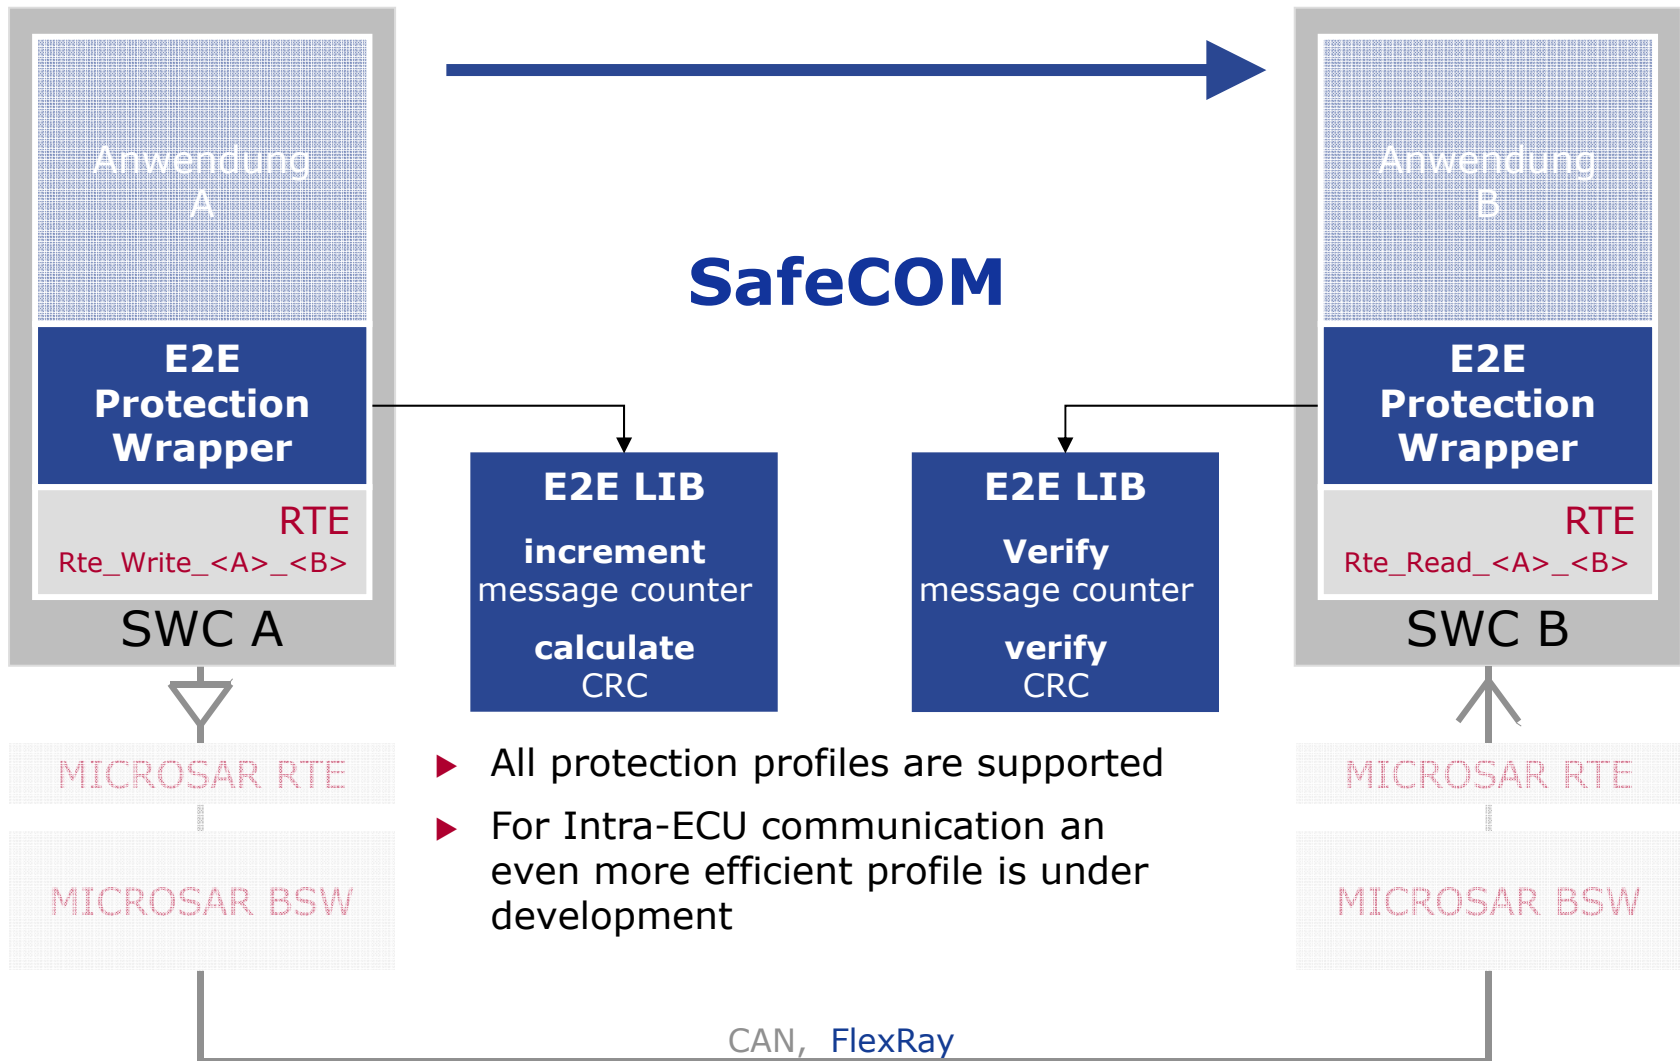 Anwendung
A
E2E
Protection
Wrapper
RTE
Rte_Write_<A>_<B>
SWC A
MICROSAR RTE
MICROSAR BSW
SafeCOM
E2E LIB
increment
message counter
calculate
CRC
E2E LIB
Verify
message counter
verify
CRC
All protection profiles are supported
For Intra-ECU communication an
even more efficient profile is under
development
CAN, FlexRay
Anwendung
B
E2E
Protection
Wrapper
RTE
Rte_Read_<A>_<B>
SWC B
MICROSAR RTE
MICROSAR BSW